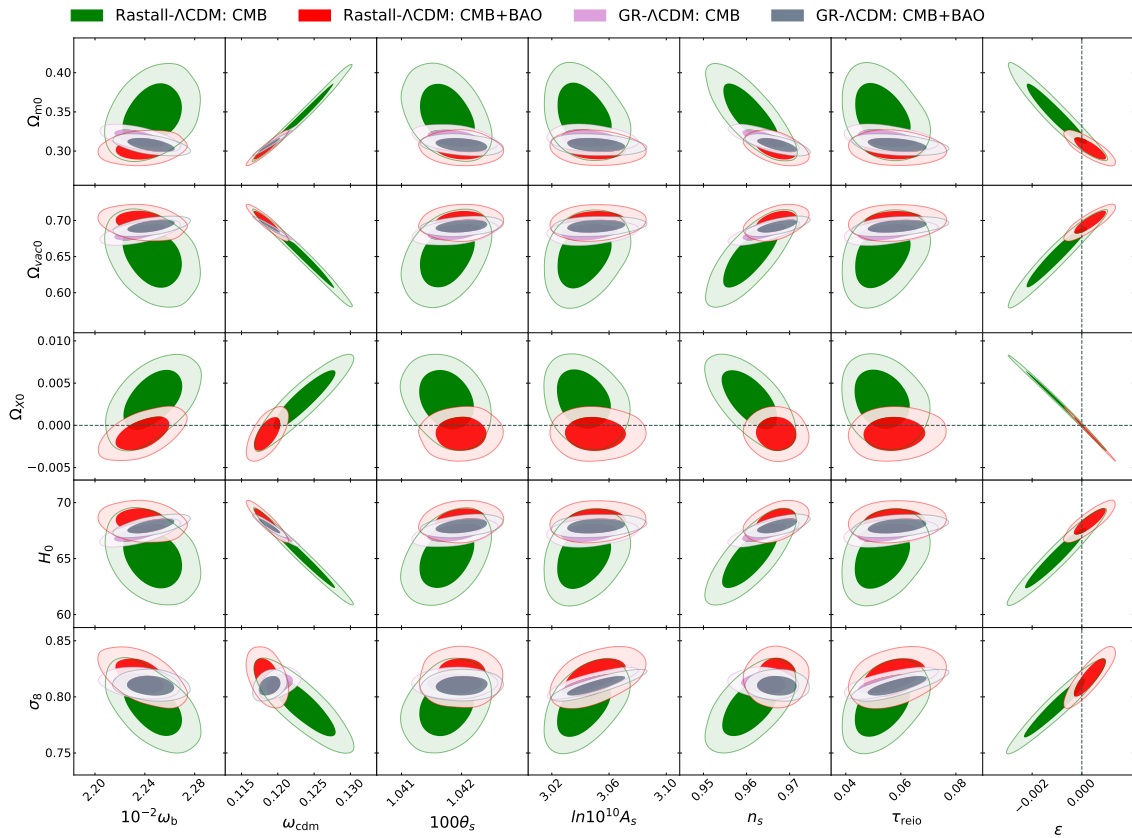 Rastall-ΛCDM: CMB Rastall-ΛCDM: CMB+BAO GR-ΛCDM: CMB GR-ΛCDM: CMB+BAO
0.40
0.35
0.30
Ωm0
0.70
0.65
0.60
Ωvac0
0.010
0.005
0.000
−0.005
ΩX0
70
65
60
H0
0.85
0.80
0.75
σ8
2.20 2.24 2.28 0.115 0.120 0.125 0.130 1.041 1.042 3.02 3.06 3.10 0.95 0.96 0.97 0.04 0.06 0.08 −0.002 0.000
10⁻²ωb ωcdm 100θs ln10¹⁰As ns τreio ε